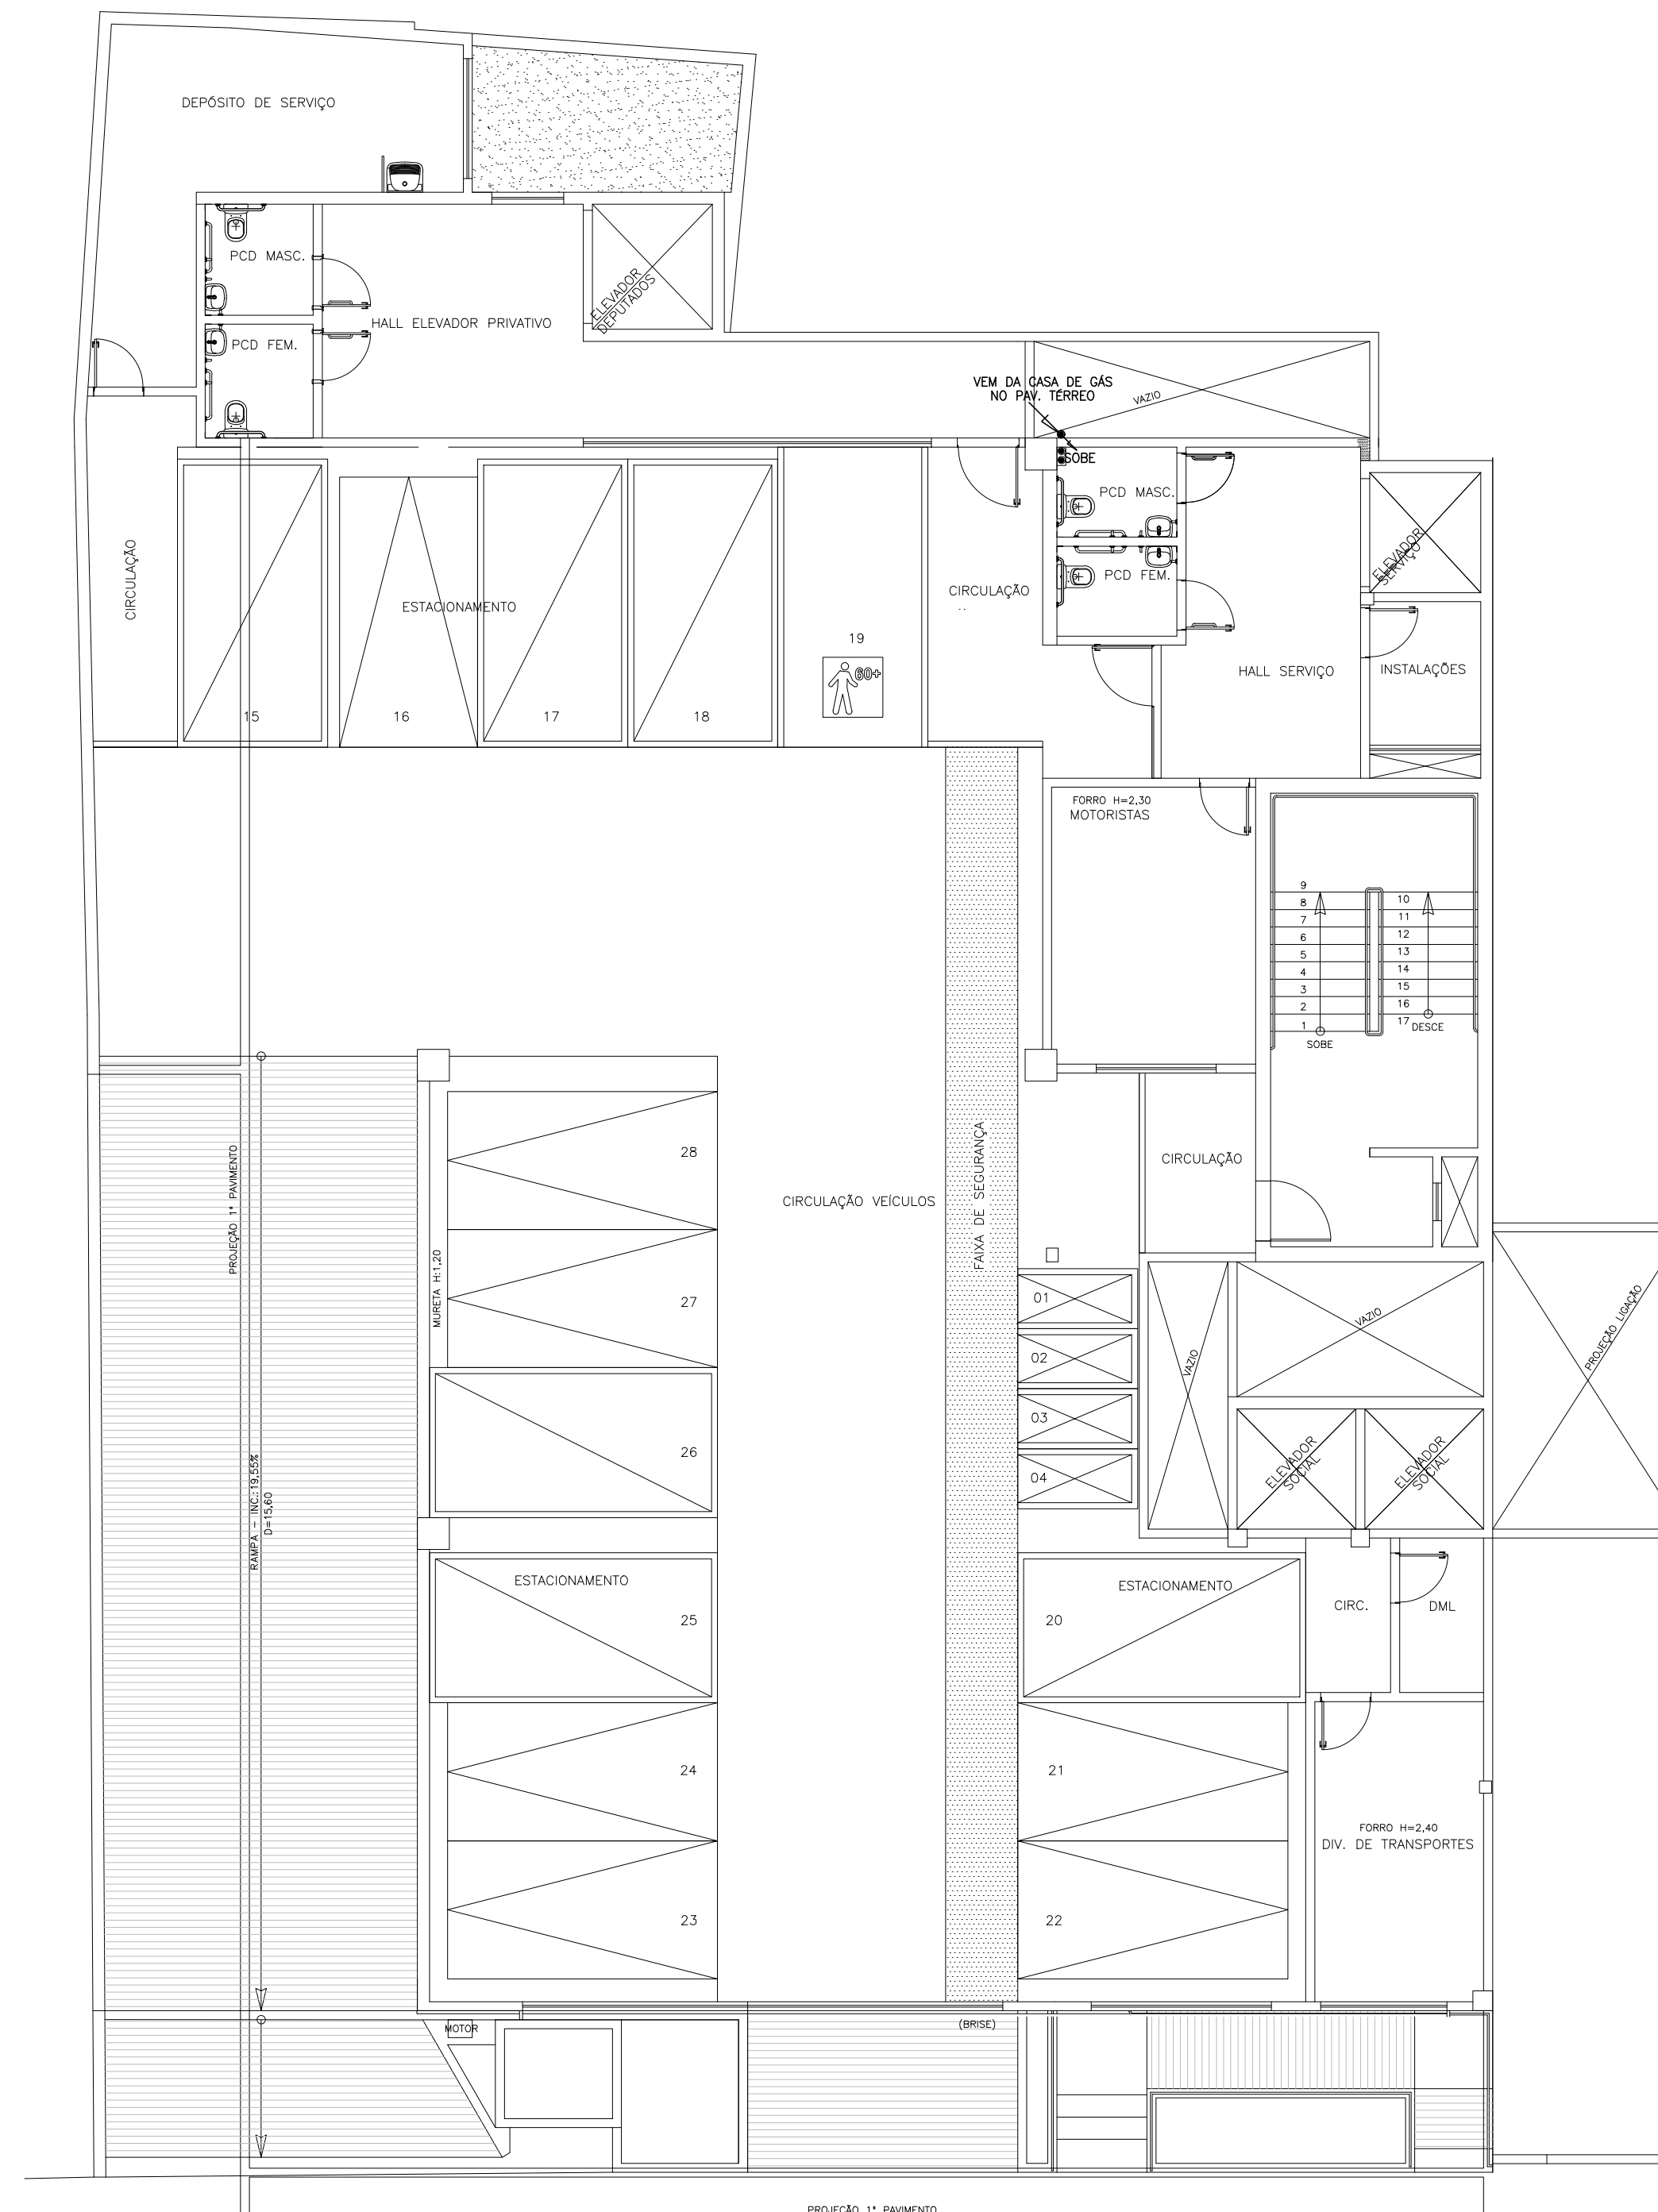 DEPÓSITO DE SERVIÇO
PCD MASC.
ELEVADOR
DEPUTADOS
HALL ELEVADOR PRIVATIVO
PCD FEM.
VEM DA CASA DE GÁS
NO PAV. TÉRREO
VAZIO
SOBE
PCD MASC.
ELEVADOR
SERVIÇO
PCD FEM.
CIRCULAÇÃO
CIRCULAÇÃO
ESTACIONAMENTO
19
60+
HALL SERVIÇO
INSTALAÇÕES
15
16
17
18
FORRO H=2,30
MOTORISTAS
9
8
7
6
5
4
3
2
1
SOBE
10
11
12
13
14
15
16
17
DESCE
28
PROJEÇÃO 1° PAVIMENTO
CIRCULAÇÃO VEÍCULOS
FAIXA DE SEGURANÇA
CIRCULAÇÃO
MURETA H:1,20
27
01
02
03
04
VAZIO
VAZIO
PROJEÇÃO LIGAÇÃO
26
ELEVADOR
SOCIAL
ELEVADOR
SOCIAL
RAMPA - INC.:19,55%
D=15,60
ESTACIONAMENTO
25
ESTACIONAMENTO
20
CIRC.
DML
24
21
FORRO H=2,40
DIV. DE TRANSPORTES
23
22
MOTOR
(BRISE)
PROJEÇÃO 1° PAVIMENTO